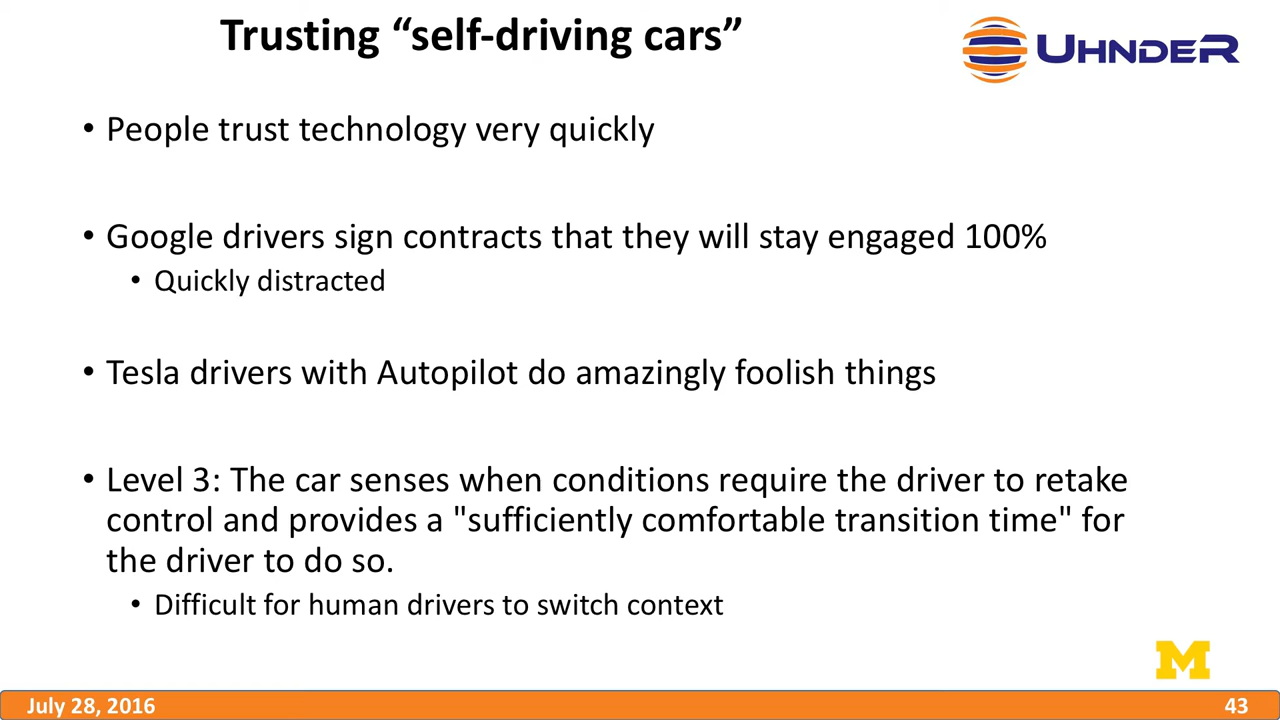 Trusting “self-driving cars”
UHNDER
• People trust technology very quickly
• Google drivers sign contracts that they will stay engaged 100%
• Quickly distracted
• Tesla drivers with Autopilot do amazingly foolish things
• Level 3: The car senses when conditions require the driver to retake
control and provides a "sufficiently comfortable transition time" for
the driver to do so.
• Difficult for human drivers to switch context
M
July 28, 2016
43